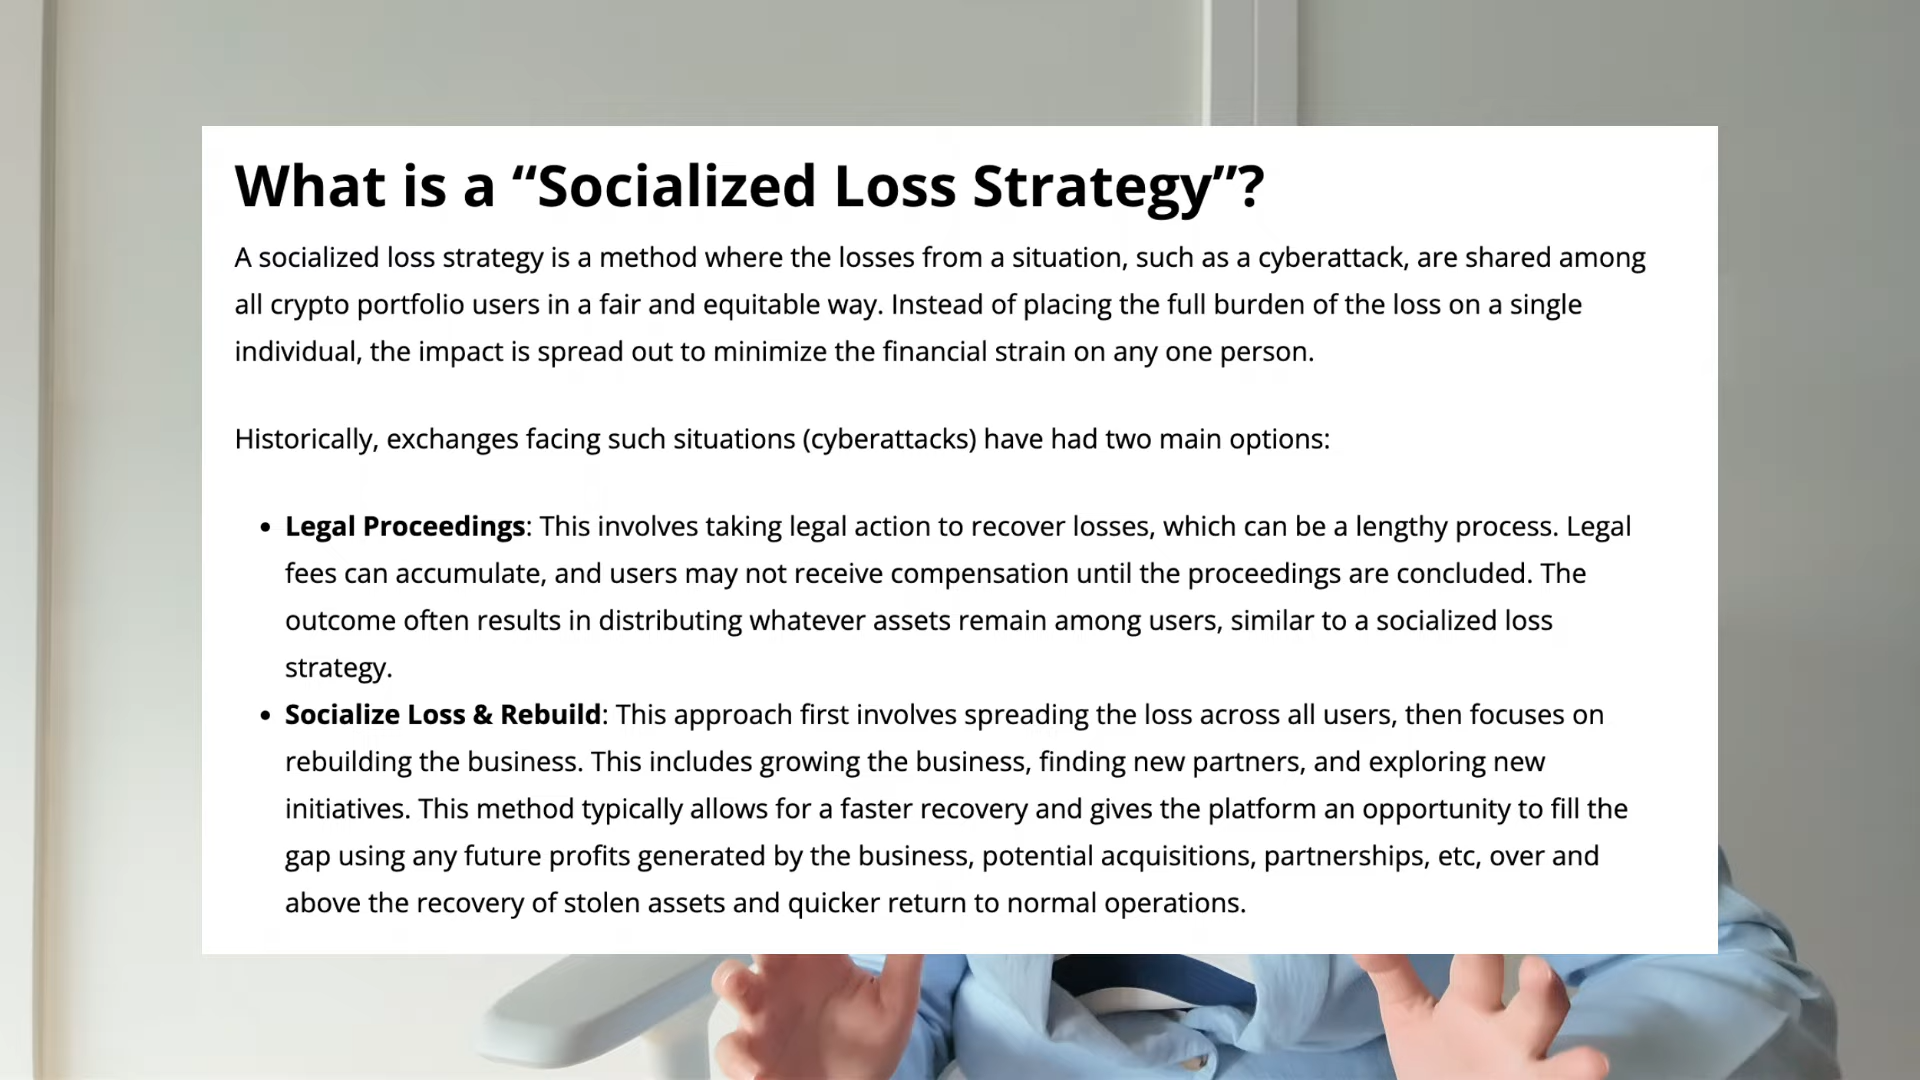 What is a “Socialized Loss Strategy”?
A socialized loss strategy is a method where the losses from a situation, such as a cyberattack, are shared among
all crypto portfolio users in a fair and equitable way. Instead of placing the full burden of the loss on a single
individual, the impact is spread out to minimize the financial strain on any one person.
Historically, exchanges facing such situations (cyberattacks) have had two main options:
• Legal Proceedings: This involves taking legal action to recover losses, which can be a lengthy process. Legal
fees can accumulate, and users may not receive compensation until the proceedings are concluded. The
outcome often results in distributing whatever assets remain among users, similar to a socialized loss
strategy.
• Socialize Loss & Rebuild: This approach first involves spreading the loss across all users, then focuses on
rebuilding the business. This includes growing the business, finding new partners, and exploring new
initiatives. This method typically allows for a faster recovery and gives the platform an opportunity to fill the
gap using any future profits generated by the business, potential acquisitions, partnerships, etc, over and
above the recovery of stolen assets and quicker return to normal operations.